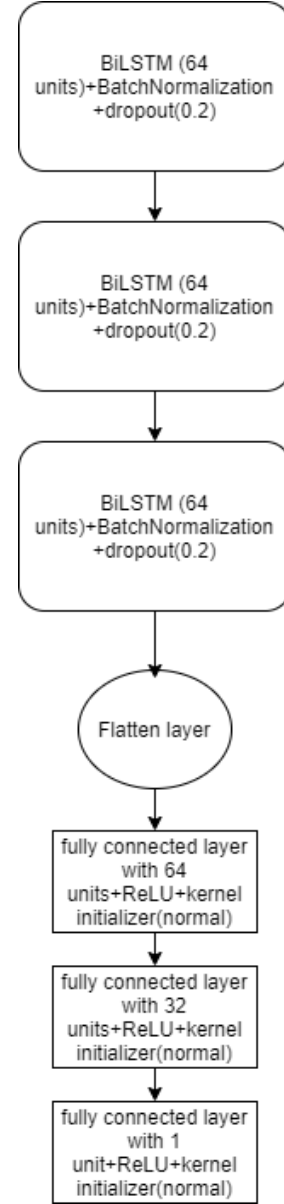 BiLSTM (64
units)+BatchNormalization
+dropout(0.2)
BiLSTM (64
units)+BatchNormalization
+dropout(0.2)
BiLSTM (64
units)+BatchNormalization
+dropout(0.2)
Flatten layer
fully connected layer
with 64
units+ReLU+kernel
initializer(normal)
fully connected layer
with 32
units+ReLU+kernel
initializer(normal)
fully connected layer
with 1
unit+ReLU+kernel
initializer(normal)